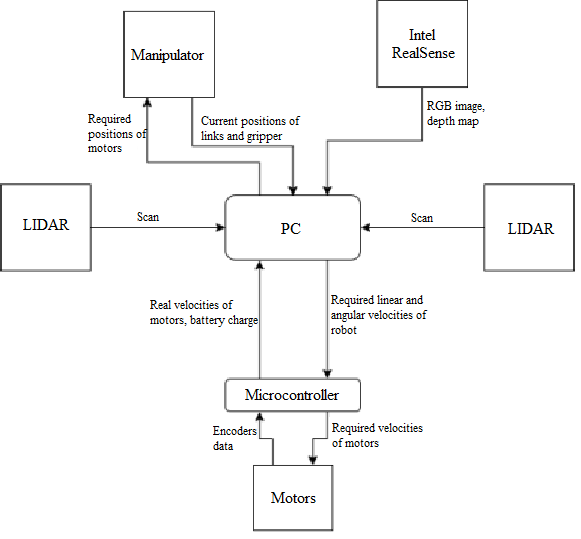 Manipulator
Intel
RealSense
Required
positions of
motors
Current positions of
links and gripper
RGB image,
depth map
LIDAR
Scan
PC
Scan
LIDAR
Real velocities of
motors, battery charge
Required linear and
angular velocities of
robot
Microcontroller
Encoders
data
Required velocities
of motors
Motors